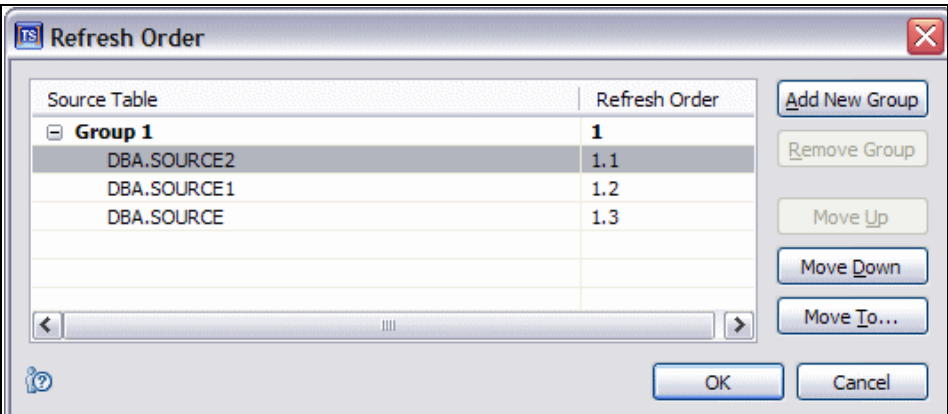 TS Refresh Order
Source Table Refresh Order
Group 1 1
DBA.SOURCE2 1.1
DBA.SOURCE1 1.2
DBA.SOURCE 1.3
Add New Group
Remove Group
Move Up
Move Down
Move To...
OK Cancel